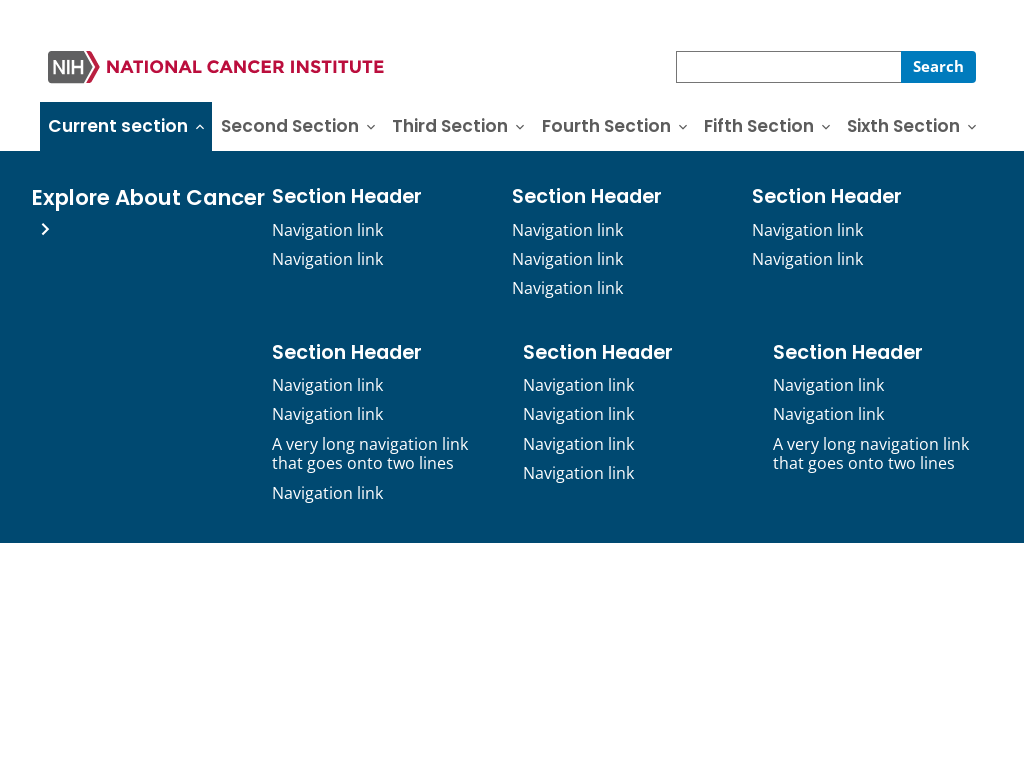 NIH NATIONAL CANCER INSTITUTE
Search
Current section
Second Section
Third Section
Fourth Section
Fifth Section
Sixth Section
Explore About Cancer
Section Header
Navigation link
Navigation link
Section Header
Navigation link
Navigation link
Navigation link
Section Header
Navigation link
Navigation link
Section Header
Navigation link
Navigation link
A very long navigation link
that goes onto two lines
Navigation link
Section Header
Navigation link
Navigation link
Navigation link
Navigation link
Section Header
Navigation link
Navigation link
A very long navigation link
that goes onto two lines